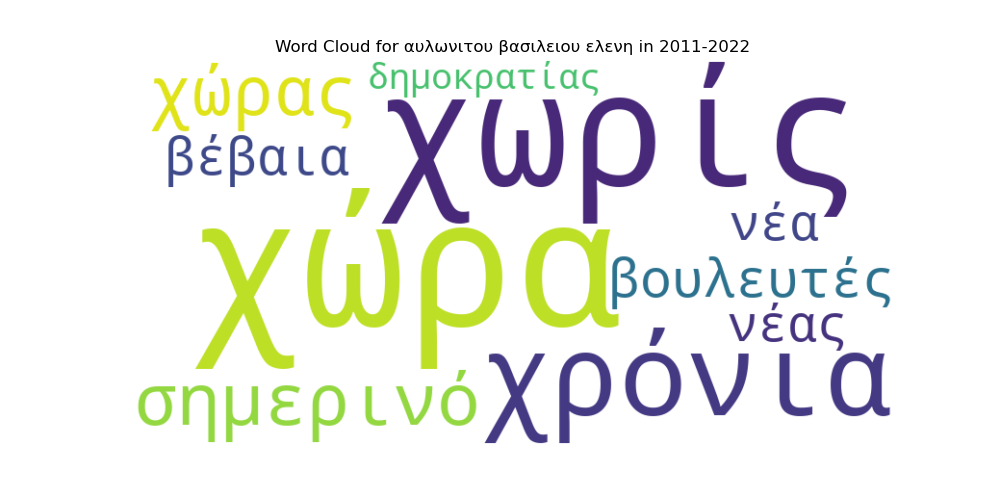 Word Cloud for αυλωνιτου βασιλειου ελενη in 2011-2022
χώρας
δημοκρατίας
χωρίς
βέβαια
χώρα
νέα
βουλευτές
νέας
σημερινό
χρόνια